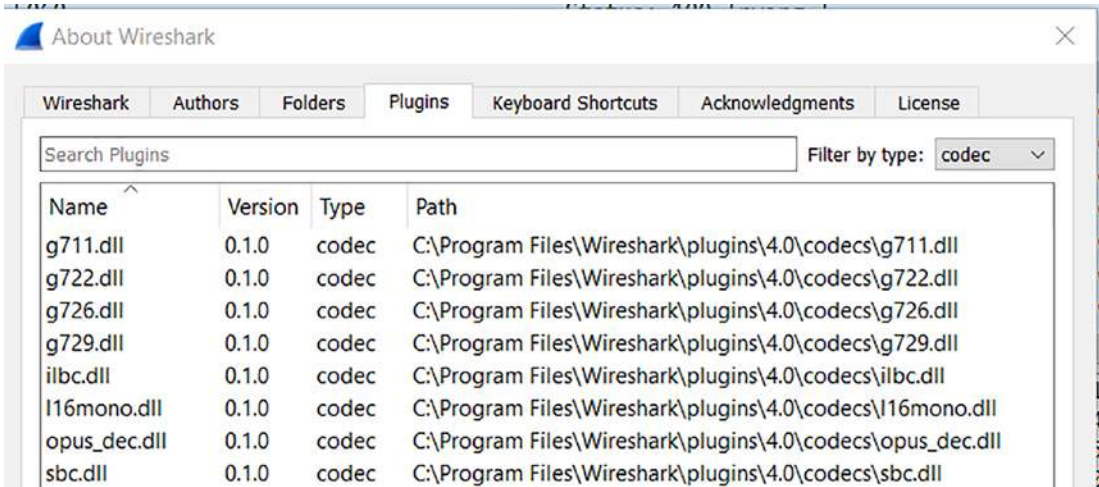 About Wireshark
Wireshark Authors Folders Plugins Keyboard Shortcuts Acknowledgments License
Search Plugins Filter by type: codec
Name Version Type Path
g711.dll 0.1.0 codec C:\Program Files\Wireshark\plugins\4.0\codecs\g711.dll
g722.dll 0.1.0 codec C:\Program Files\Wireshark\plugins\4.0\codecs\g722.dll
g726.dll 0.1.0 codec C:\Program Files\Wireshark\plugins\4.0\codecs\g726.dll
g729.dll 0.1.0 codec C:\Program Files\Wireshark\plugins\4.0\codecs\g729.dll
ilbc.dll 0.1.0 codec C:\Program Files\Wireshark\plugins\4.0\codecs\ilbc.dll
l16mono.dll 0.1.0 codec C:\Program Files\Wireshark\plugins\4.0\codecs\l16mono.dll
opus_dec.dll 0.1.0 codec C:\Program Files\Wireshark\plugins\4.0\codecs\opus_dec.dll
sbc.dll 0.1.0 codec C:\Program Files\Wireshark\plugins\4.0\codecs\sbc.dll